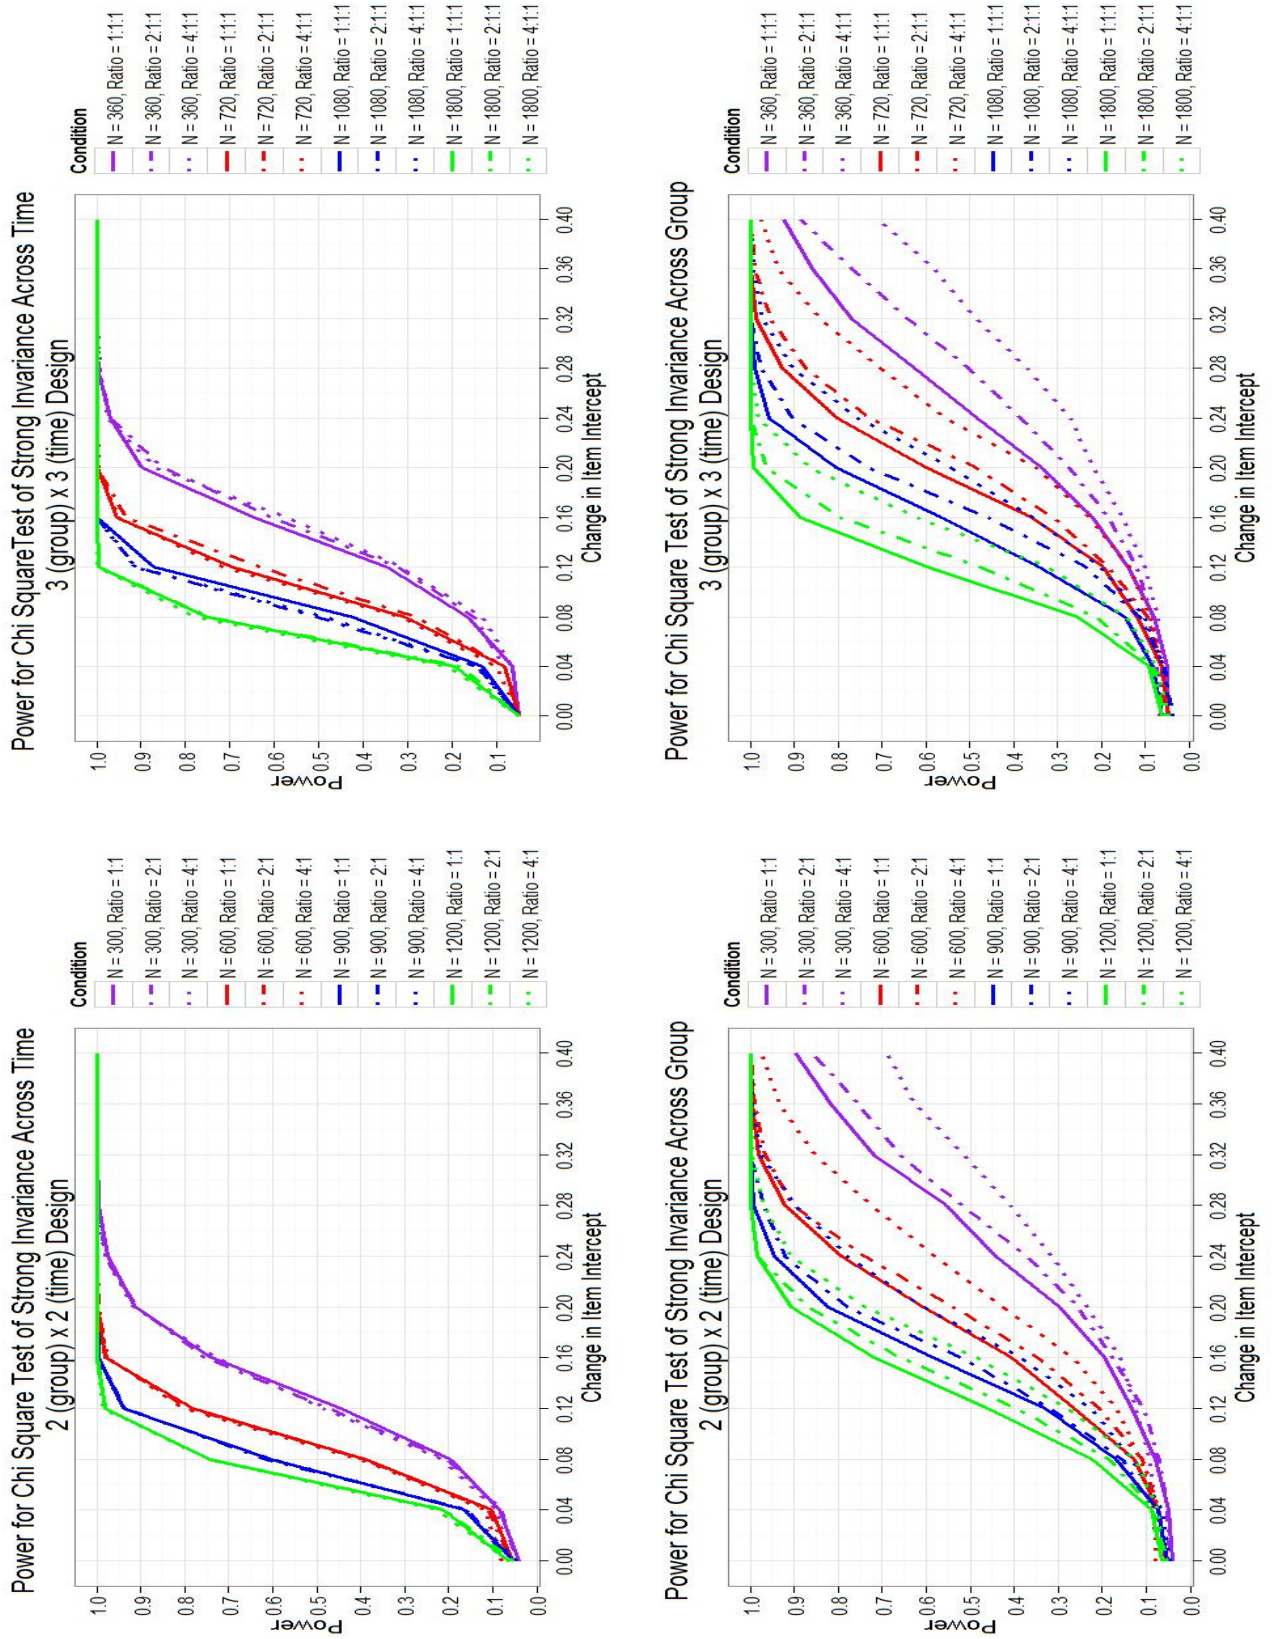 Power for Chi Square Test of Strong Invariance Across Time
2 (group) x 2 (time) Design
Power
1.0
0.9
0.8
0.7
0.6
0.5
0.4
0.3
0.2
0.1
0.0
0.00 0.04 0.08 0.12 0.16 0.20 0.24 0.28 0.32 0.36 0.40
Change in Item Intercept
Condition
N = 300, Ratio = 1:1
N = 300, Ratio = 2:1
N = 300, Ratio = 4:1
N = 600, Ratio = 1:1
N = 600, Ratio = 2:1
N = 600, Ratio = 4:1
N = 900, Ratio = 1:1
N = 900, Ratio = 2:1
N = 900, Ratio = 4:1
N = 1200, Ratio = 1:1
N = 1200, Ratio = 2:1
N = 1200, Ratio = 4:1
Power for Chi SquareTest of Strong Invariance Across Time
3 (group) x 3 (time) Design
Power
1.0
0.9
0.8
0.7
0.6
0.5
0.4
0.3
0.2
0.1
0.00 0.04 0.08 0.12 0.16 0.20 0.24 0.28 0.32 0.36 0.40
Change in Item Intercept
Condition
N = 360, Ratio = 1:1:1
N = 360, Ratio = 2:1:1
N = 360, Ratio = 4:1:1
N = 720, Ratio = 1:1:1
N = 720, Ratio = 2:1:1
N = 720, Ratio = 4:1:1
N = 1080, Ratio = 1:1:1
N = 1080, Ratio = 2:1:1
N = 1080, Ratio = 4:1:1
N = 1800, Ratio = 1:1:1
N = 1800, Ratio = 2:1:1
N = 1800, Ratio = 4:1:1
Power for Chi Square Test of Strong Invariance Across Group
2 (group) x 2 (time) Design
Power
1.0
0.9
0.8
0.7
0.6
0.5
0.4
0.3
0.2
0.1
0.0
0.00 0.04 0.08 0.12 0.16 0.20 0.24 0.28 0.32 0.36 0.40
Change in Item Intercept
Condition
N = 300, Ratio = 1:1
N = 300, Ratio = 2:1
N = 300, Ratio = 4:1
N = 600, Ratio = 1:1
N = 600, Ratio = 2:1
N = 600, Ratio = 4:1
N = 900, Ratio = 1:1
N = 900, Ratio = 2:1
N = 900, Ratio = 4:1
N = 1200, Ratio = 1:1
N = 1200, Ratio = 2:1
N = 1200, Ratio = 4:1
Power for Chi Square Test of Strong Invariance Across Group
3 (group) x 3 (time) Design
Power
1.0
0.9
0.8
0.7
0.6
0.5
0.4
0.3
0.2
0.1
0.0
0.00 0.04 0.08 0.12 0.16 0.20 0.24 0.28 0.32 0.36 0.40
Change in Item Intercept
Condition
N = 360, Ratio = 1:1:1
N = 360, Ratio = 2:1:1
N = 360, Ratio = 4:1:1
N = 720, Ratio = 1:1:1
N = 720, Ratio = 2:1:1
N = 720, Ratio = 4:1:1
N = 1080, Ratio = 1:1:1
N = 1080, Ratio = 2:1:1
N = 1080, Ratio = 4:1:1
N = 1800, Ratio = 1:1:1
N = 1800, Ratio = 2:1:1
N = 1800, Ratio = 4:1:1